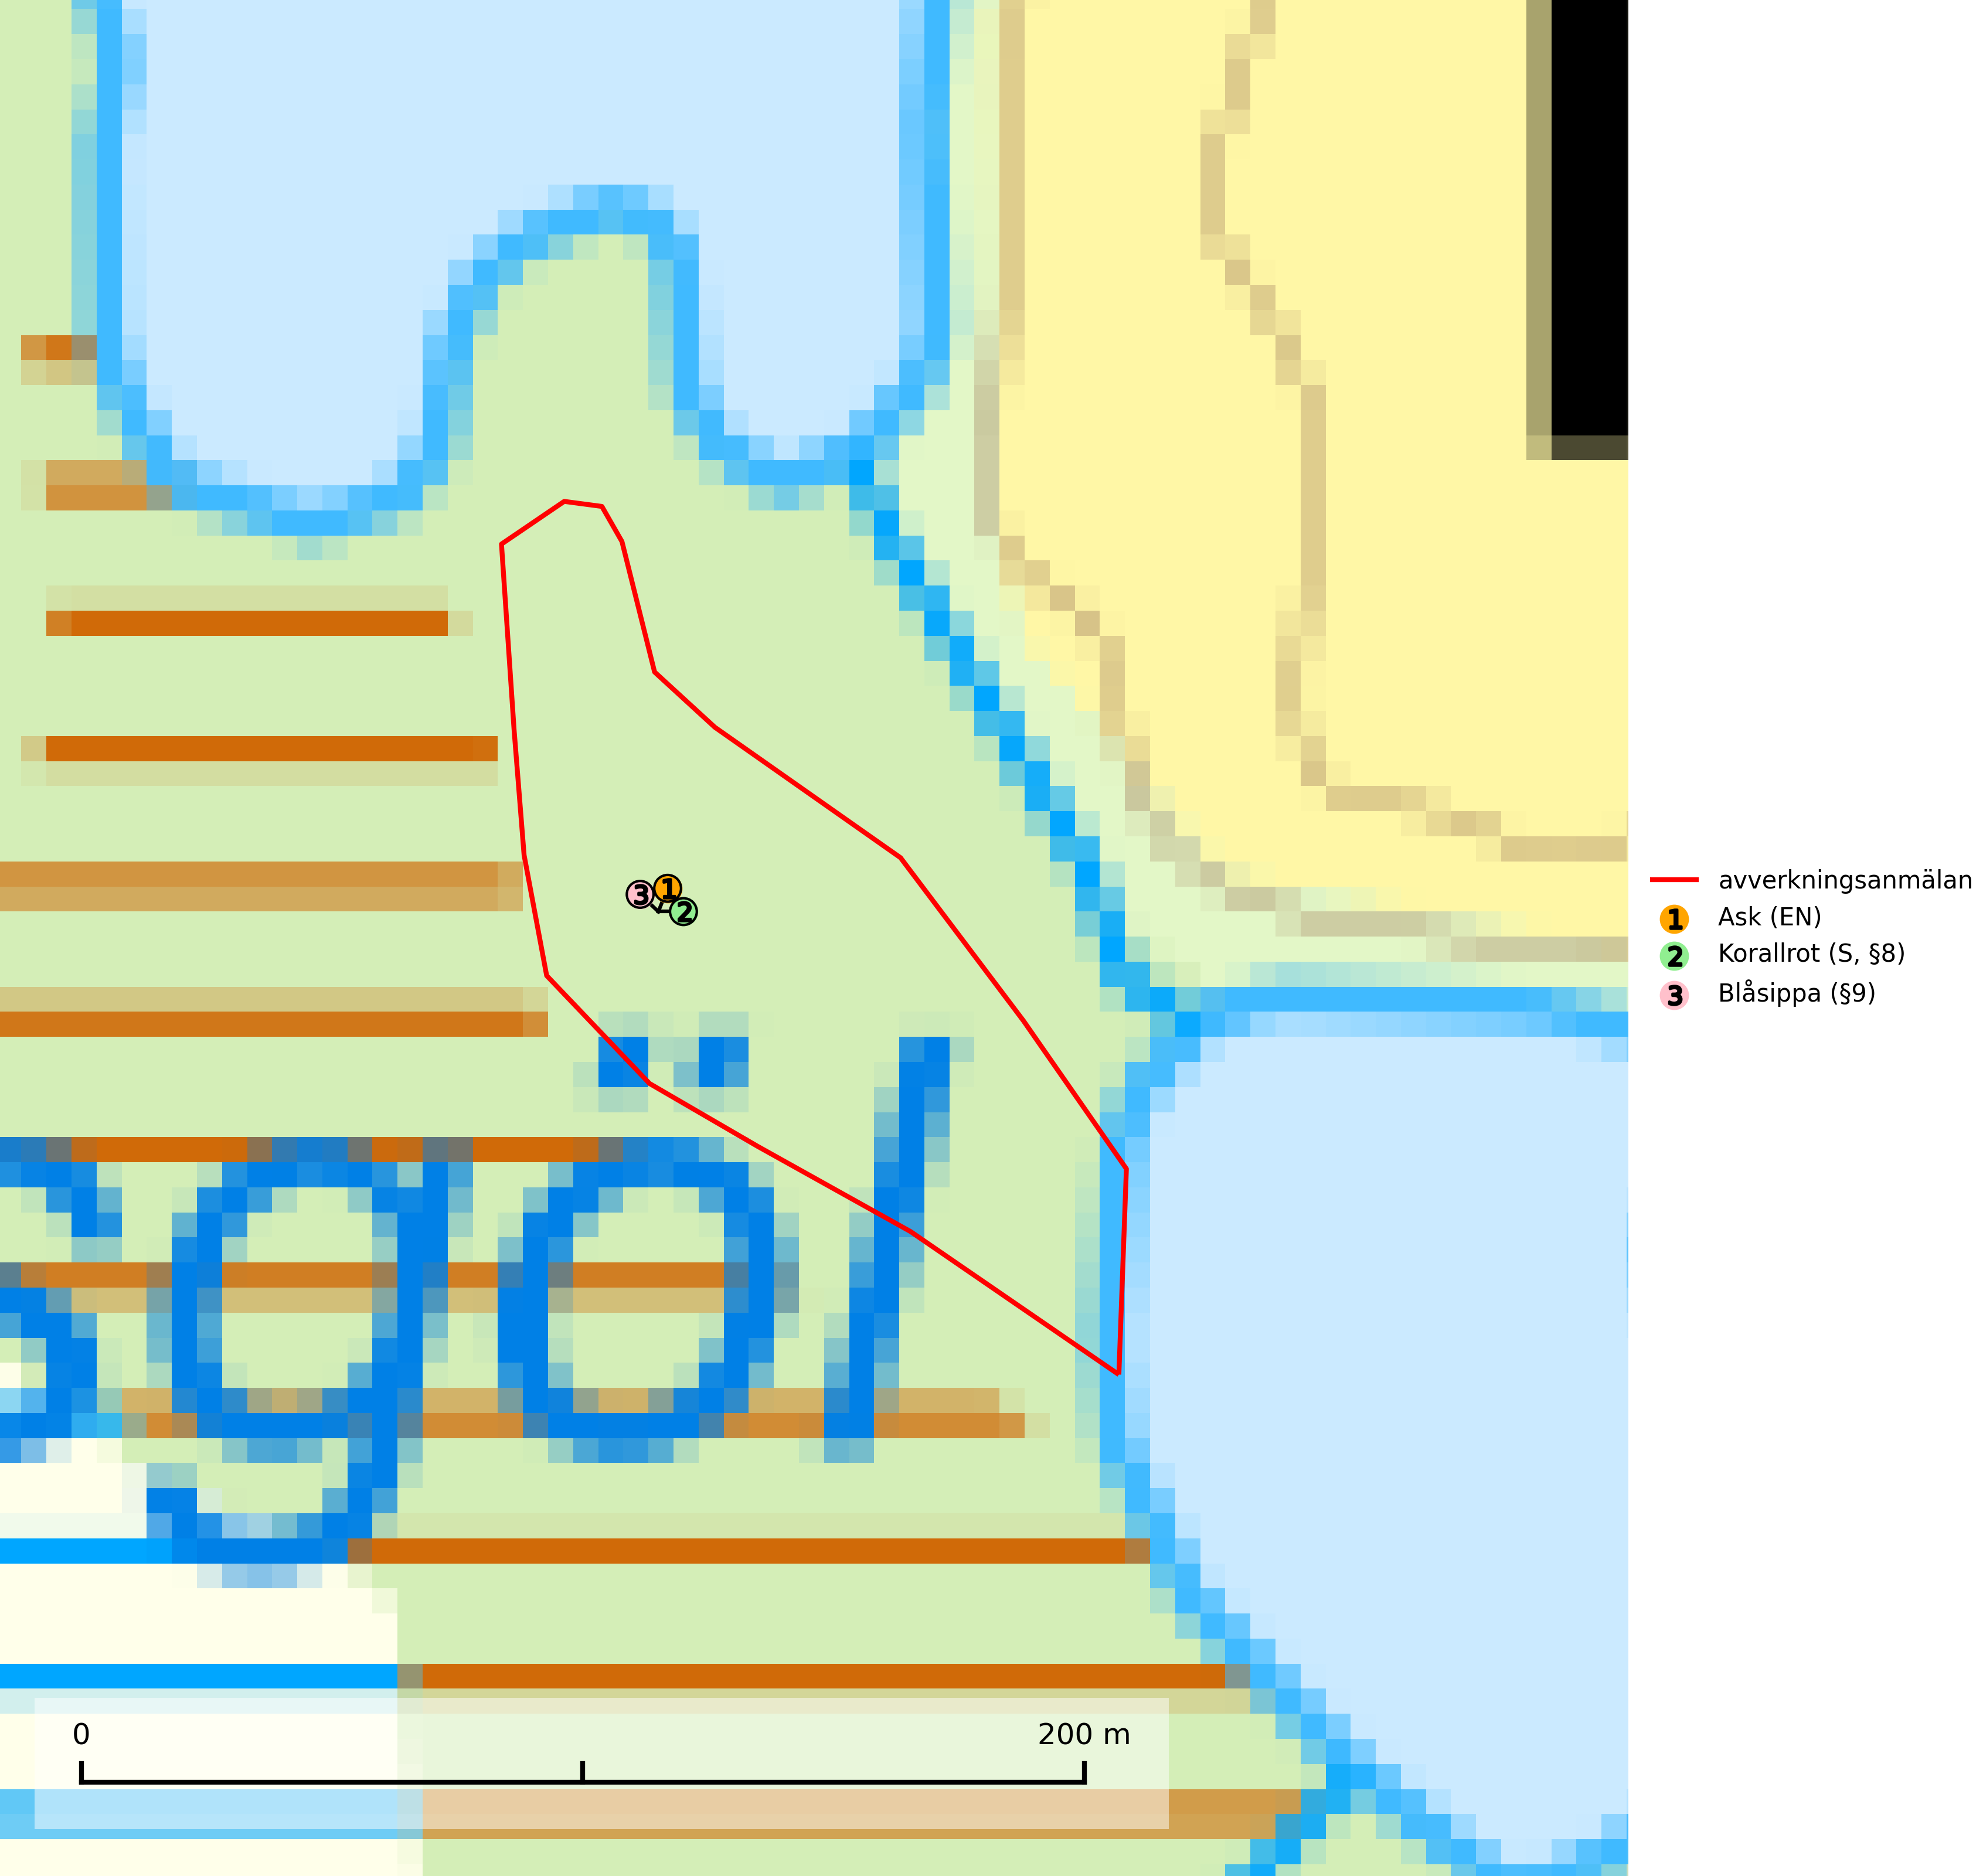 avverkningsanmälan
1 Ask (EN)
2 Korallrot (S, §8)
3 Blåsippa (§9)
3 1
2
0 200 m